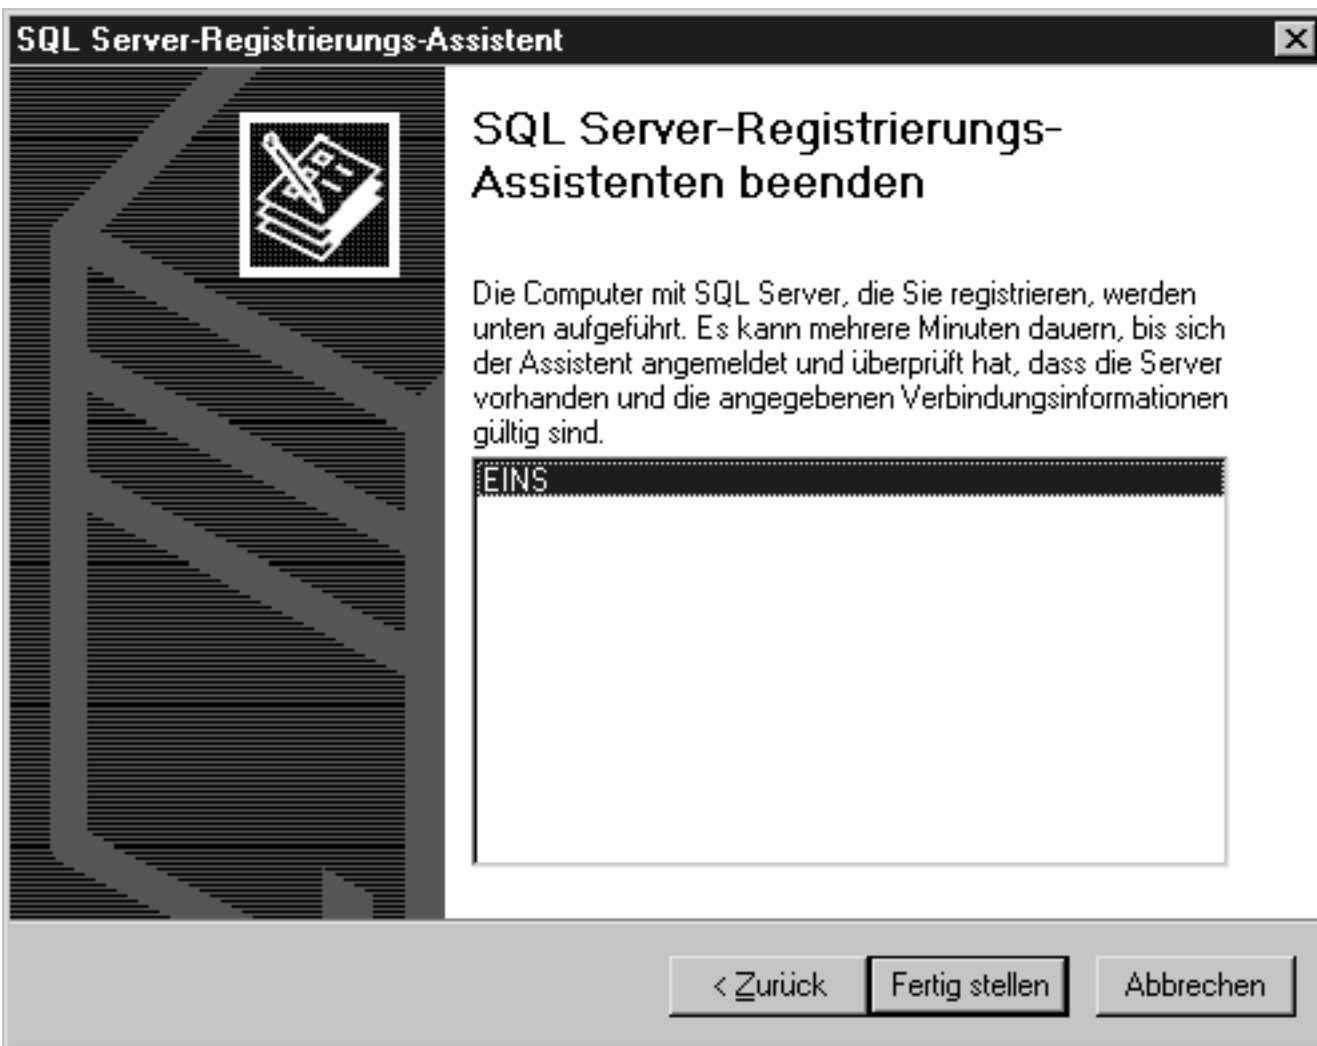 SQL Server-Registrierungs-Assistent
SQL Server-Registrierungs-
Assistenten beenden
Die Computer mit SQL Server, die Sie registrieren, werden
unten aufgeführt. Es kann mehrere Minuten dauern, bis sich
der Assistent angemeldet und überprüft hat, dass die Server
vorhanden und die angegebenen Verbindungsinformationen
gültig sind.
EINS
< Zurück
Fertig stellen
Abbrechen